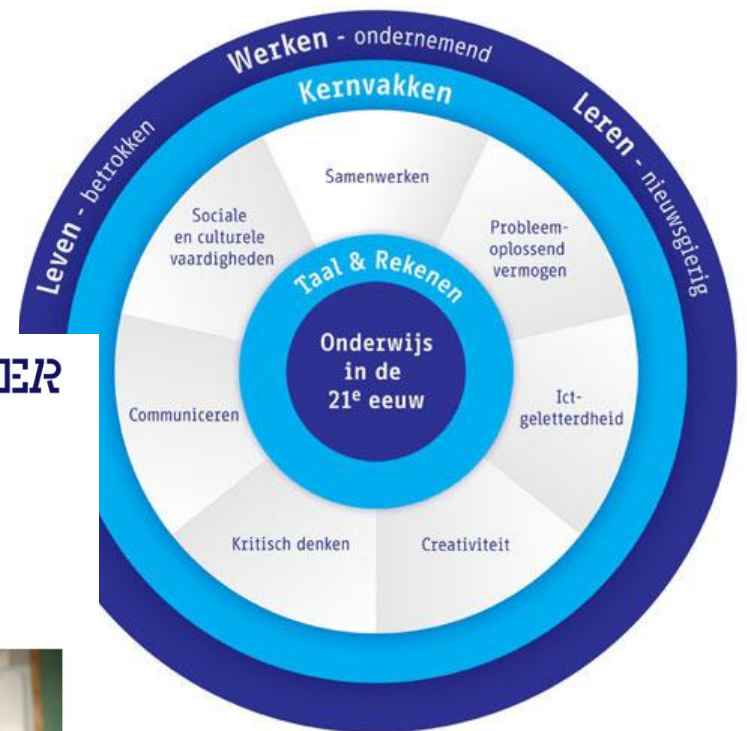 Werken - ondernemend
Kernvakken
Leren - nieuwsgierig
Leven - betrokken
Samenwerken
Sociale
en culturele
vaardigheden
Probleem-
oplossend
vermogen
Taal & Rekenen
Onderwijs
in de
21e eeuw
Communiceren
Ict-
geletterdheid
Kritisch denken
Creativiteit